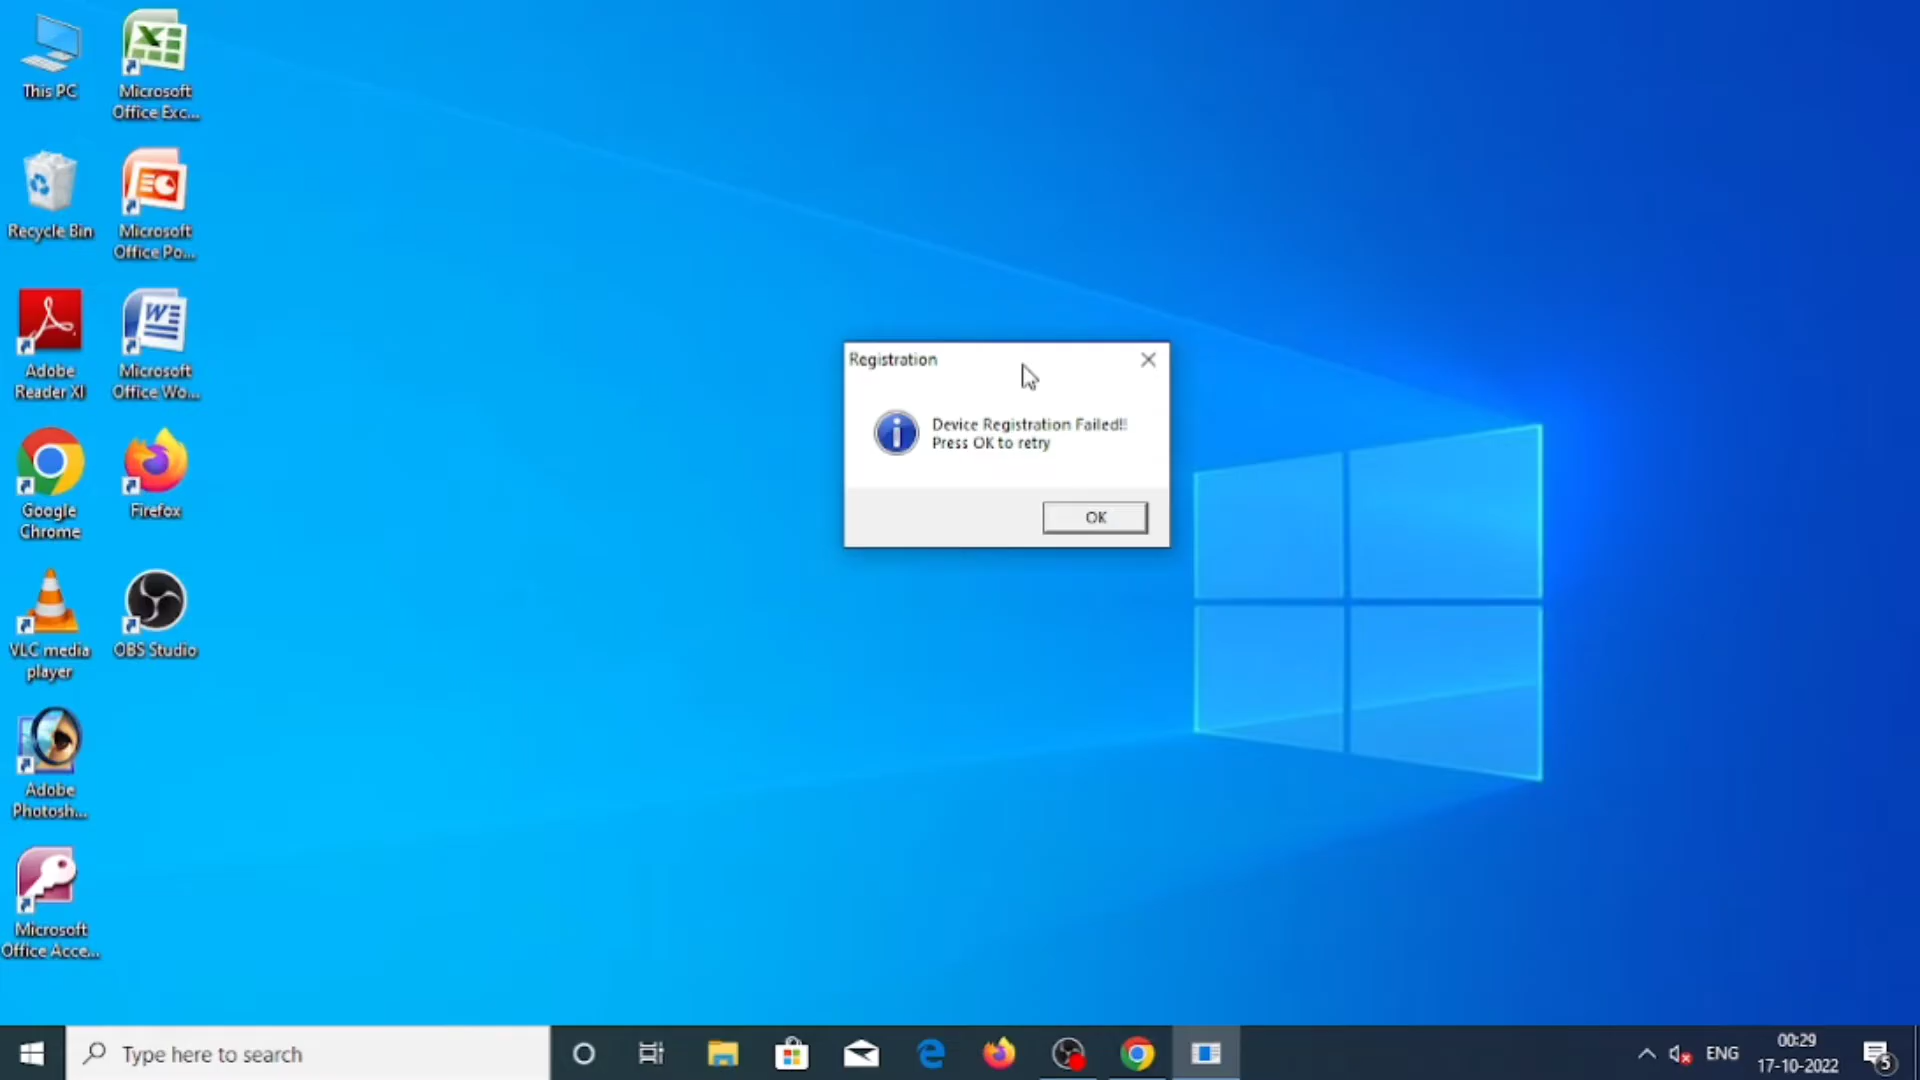 This PC
Microsoft
Office Exc...
Recycle Bin
Microsoft
Office Po...
Adobe
Reader XI
Microsoft
Office Wo...
Google
Chrome
Firefox
VLC media
player
OBS Studio
Adobe
Photosh...
Microsoft
Office Acce...
Registration
Device Registration Failed!!
Press OK to retry
OK
Type here to search
ENG
00:29
17-10-2022
5